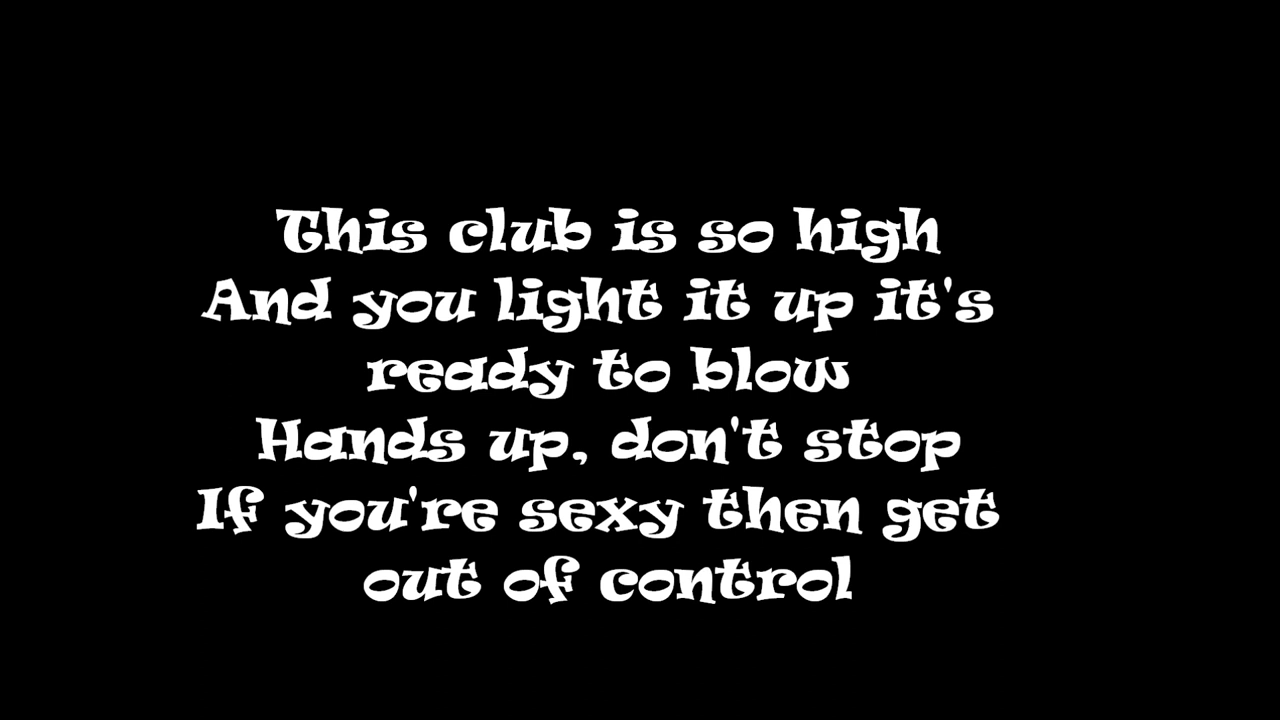 This club is so high
And you light it up it's
ready to blow
Hands up, don't stop
If you're sexy then get
out of control